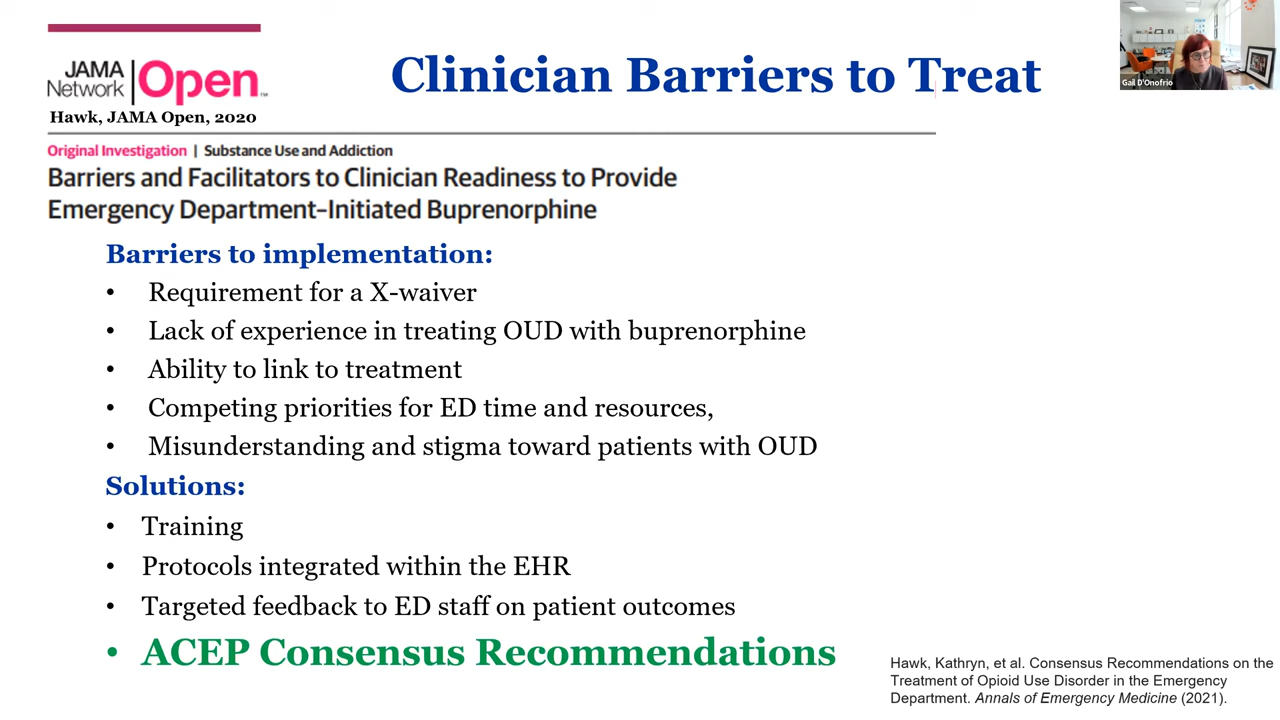 JAMA Network | Open™
Hawk, JAMA Open, 2020
Clinician Barriers to Treat
Gail D'Onofrio
Original Investigation | Substance Use and Addiction
Barriers and Facilitators to Clinician Readiness to Provide
Emergency Department–Initiated Buprenorphine
Barriers to implementation:
• Requirement for a X-waiver
• Lack of experience in treating OUD with buprenorphine
• Ability to link to treatment
• Competing priorities for ED time and resources,
• Misunderstanding and stigma toward patients with OUD
Solutions:
• Training
• Protocols integrated within the EHR
• Targeted feedback to ED staff on patient outcomes
• ACEP Consensus Recommendations
Hawk, Kathryn, et al. Consensus Recommendations on the
Treatment of Opioid Use Disorder in the Emergency
Department. Annals of Emergency Medicine (2021).